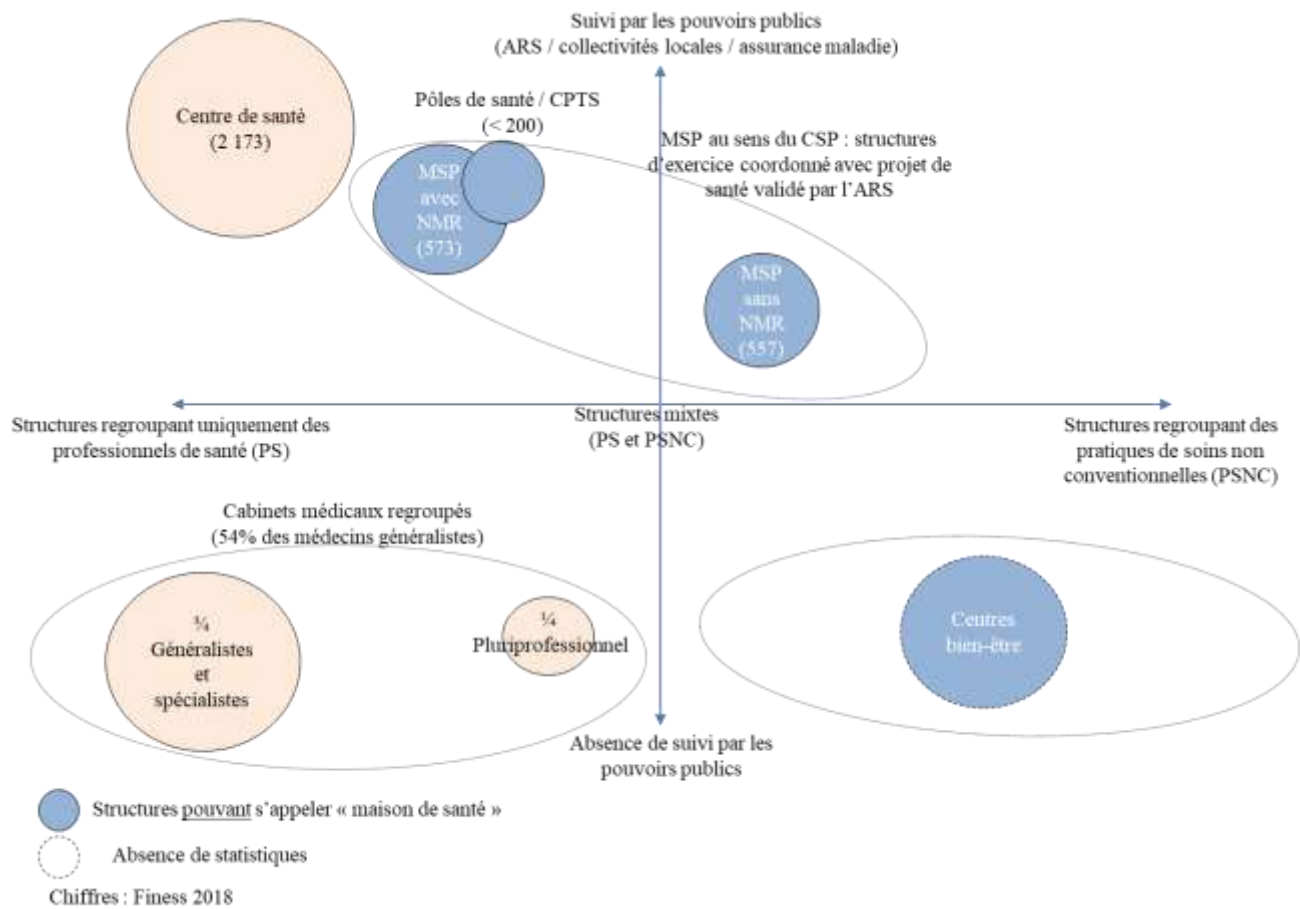 Suivi par les pouvoirs publics
(ARS / collectivités locales / assurance maladie)
Centre de santé
(2 173)
Pôles de santé / CPTS
(< 200)
MSP au sens du CSP : structures
d’exercice coordonné avec projet de
santé validé par l’ARS
MSP
avec
NMR
(573)
MSP
sans
NMR
(557)
Structures regroupant uniquement des
professionnels de santé (PS)
Structures mixtes
(PS et PSNC)
Structures regroupant des
pratiques de soins non
conventionnelles (PSNC)
Cabinets médicaux regroupés
(54% des médecins généralistes)
¾
Généralistes
et
spécialistes
¼
Pluriprofessionnel
Centres
bien-être
Absence de suivi par les
pouvoirs publics
Structures pouvant s’appeler « maison de santé »
Absence de statistiques
Chiffres : Finess 2018